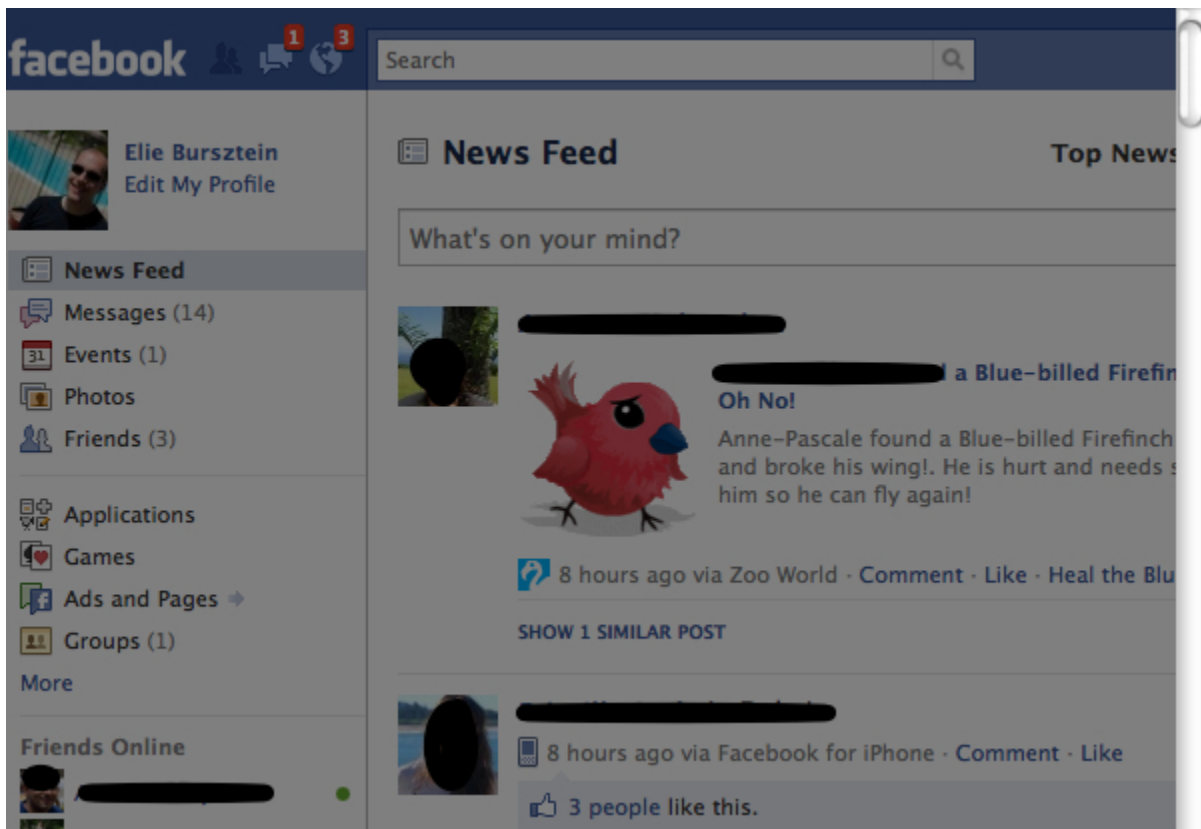 facebook
1
3
Search
Elie Bursztein
Edit My Profile
News Feed
Messages (14)
31 Events (1)
Photos
Friends (3)
Applications
Games
Ads and Pages
Groups (1)
More
Friends Online
News Feed
Top News
What's on your mind?
a Blue-billed Firefin
Oh No!
Anne-Pascale found a Blue-billed Firefinch
and broke his wing!. He is hurt and needs
him so he can fly again!
8 hours ago via Zoo World · Comment · Like · Heal the Blu
SHOW 1 SIMILAR POST
8 hours ago via Facebook for iPhone · Comment · Like
3 people like this.